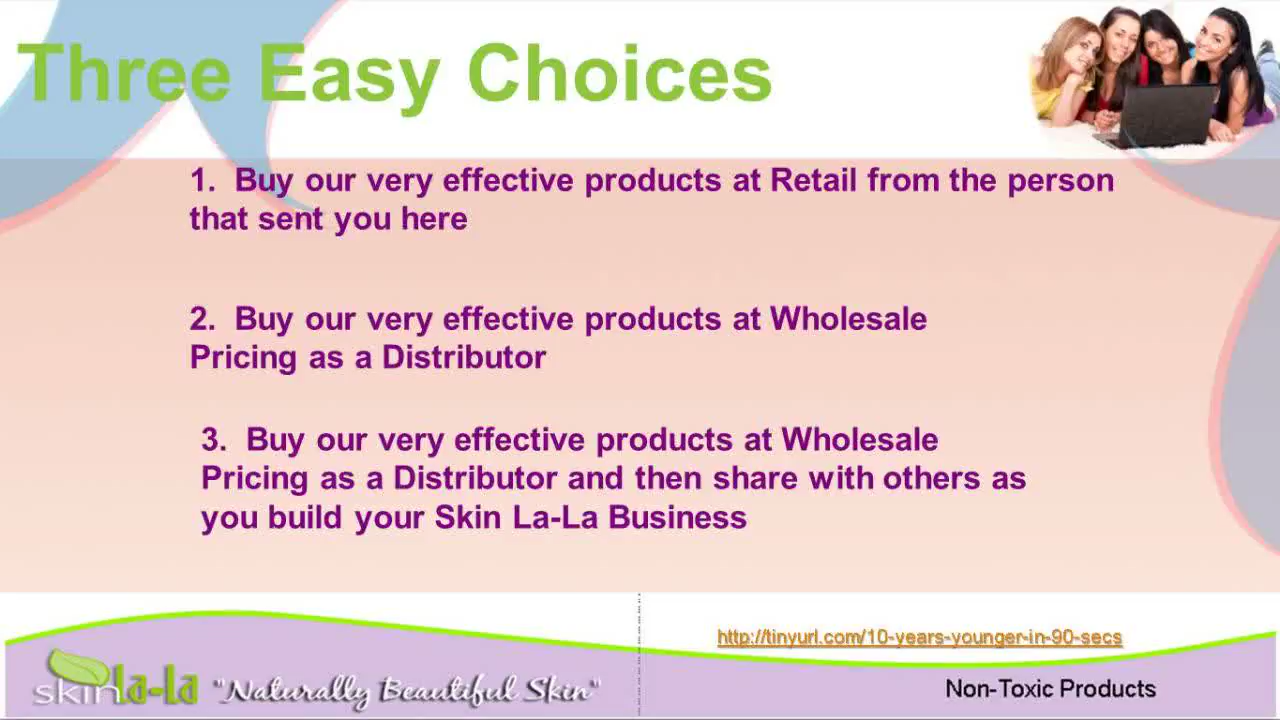 Three Easy Choices
1. Buy our very effective products at Retail from the person
that sent you here
2. Buy our very effective products at Wholesale
Pricing as a Distributor
3. Buy our very effective products at Wholesale
Pricing as a Distributor and then share with others as
you build your Skin La-La Business
http://tinyurl.com/10-years-younger-in-90-secs
skin La-La "Naturally Beautiful Skin"
Non-Toxic Products